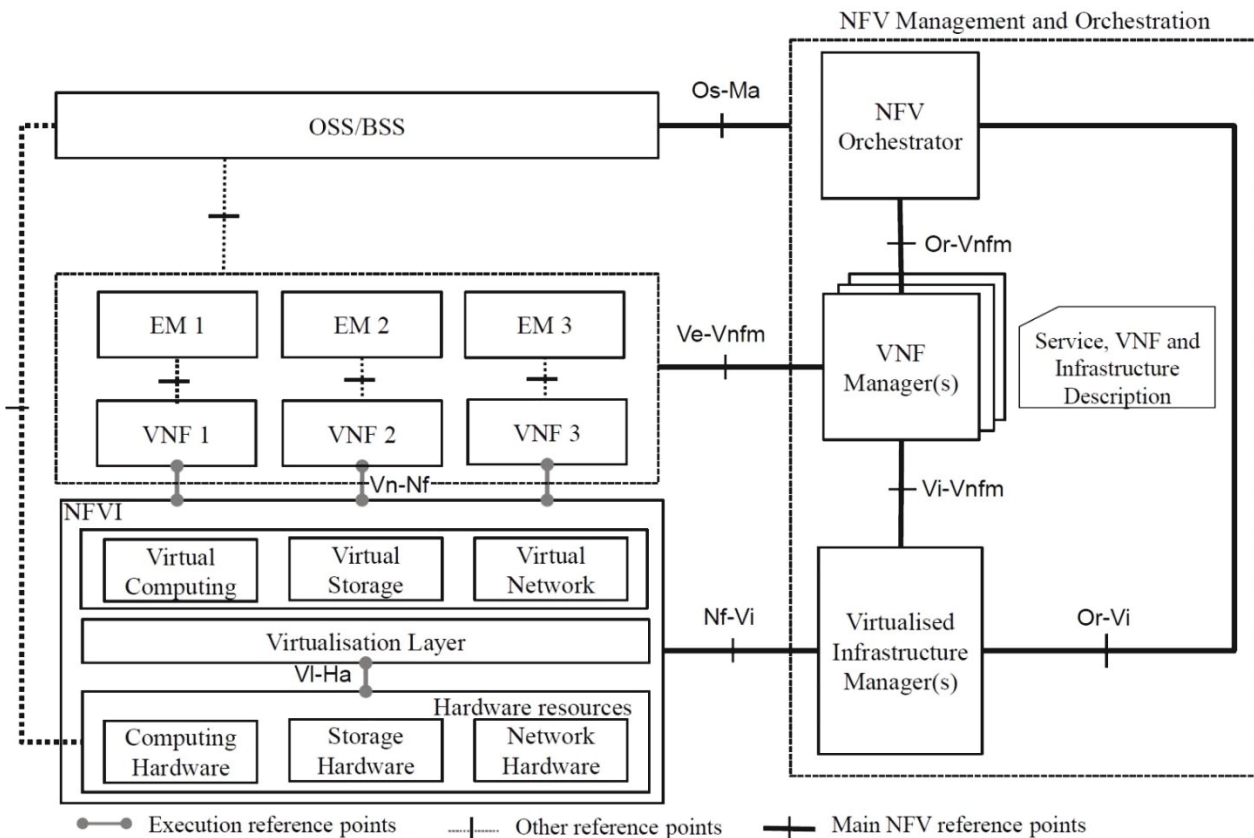 NFV Management and Orchestration
Os-Ma
OSS/BSS
NFV
Orchestrator
Or-Vnfm
EM 1
EM 2
EM 3
Ve-Vnfm
VNF
Manager(s)
Service, VNF and
Infrastructure
Description
VNF 1
VNF 2
VNF 3
Vn-Nf
Vi-Vnfm
NFVI
Virtual
Computing
Virtual
Storage
Virtual
Network
Nf-Vi
Virtualised
Infrastructure
Manager(s)
Or-Vi
Virtualisation Layer
Vl-Ha
Hardware resources
Computing
Hardware
Storage
Hardware
Network
Hardware
Execution reference points
Other reference points
Main NFV reference points